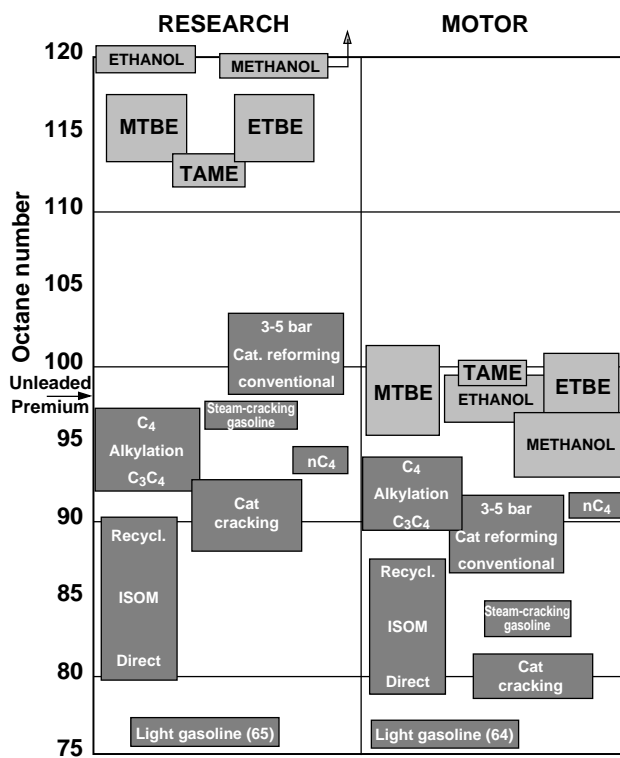 RESEARCH
MOTOR
Octane number
120
115
110
105
100
Unleaded
Premium
95
90
85
80
75
ETHANOL
METHANOL
MTBE
ETBE
TAME
3-5 bar
Cat. reforming
conventional
Steam-cracking
gasoline
C₄
Alkylation
C₃C₄
nC₄
Cat
cracking
Recycl.
ISOM
Direct
Light gasoline (65)
MTBE
TAME
ETHANOL
ETBE
METHANOL
C₄
Alkylation
C₃C₄
3-5 bar
Cat reforming
conventional
nC₄
Recycl.
ISOM
Direct
Steam-cracking
gasoline
Cat
cracking
Light gasoline (64)